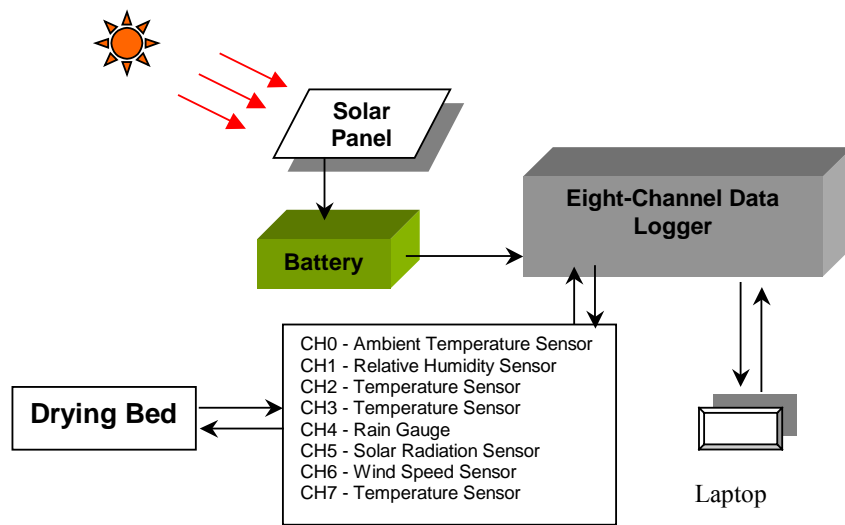 Solar
Panel
Eight-Channel Data
Logger
Battery
CH0 - Ambient Temperature Sensor
CH1 - Relative Humidity Sensor
CH2 - Temperature Sensor
CH3 - Temperature Sensor
CH4 - Rain Gauge
CH5 - Solar Radiation Sensor
CH6 - Wind Speed Sensor
CH7 - Temperature Sensor
Drying Bed
Laptop